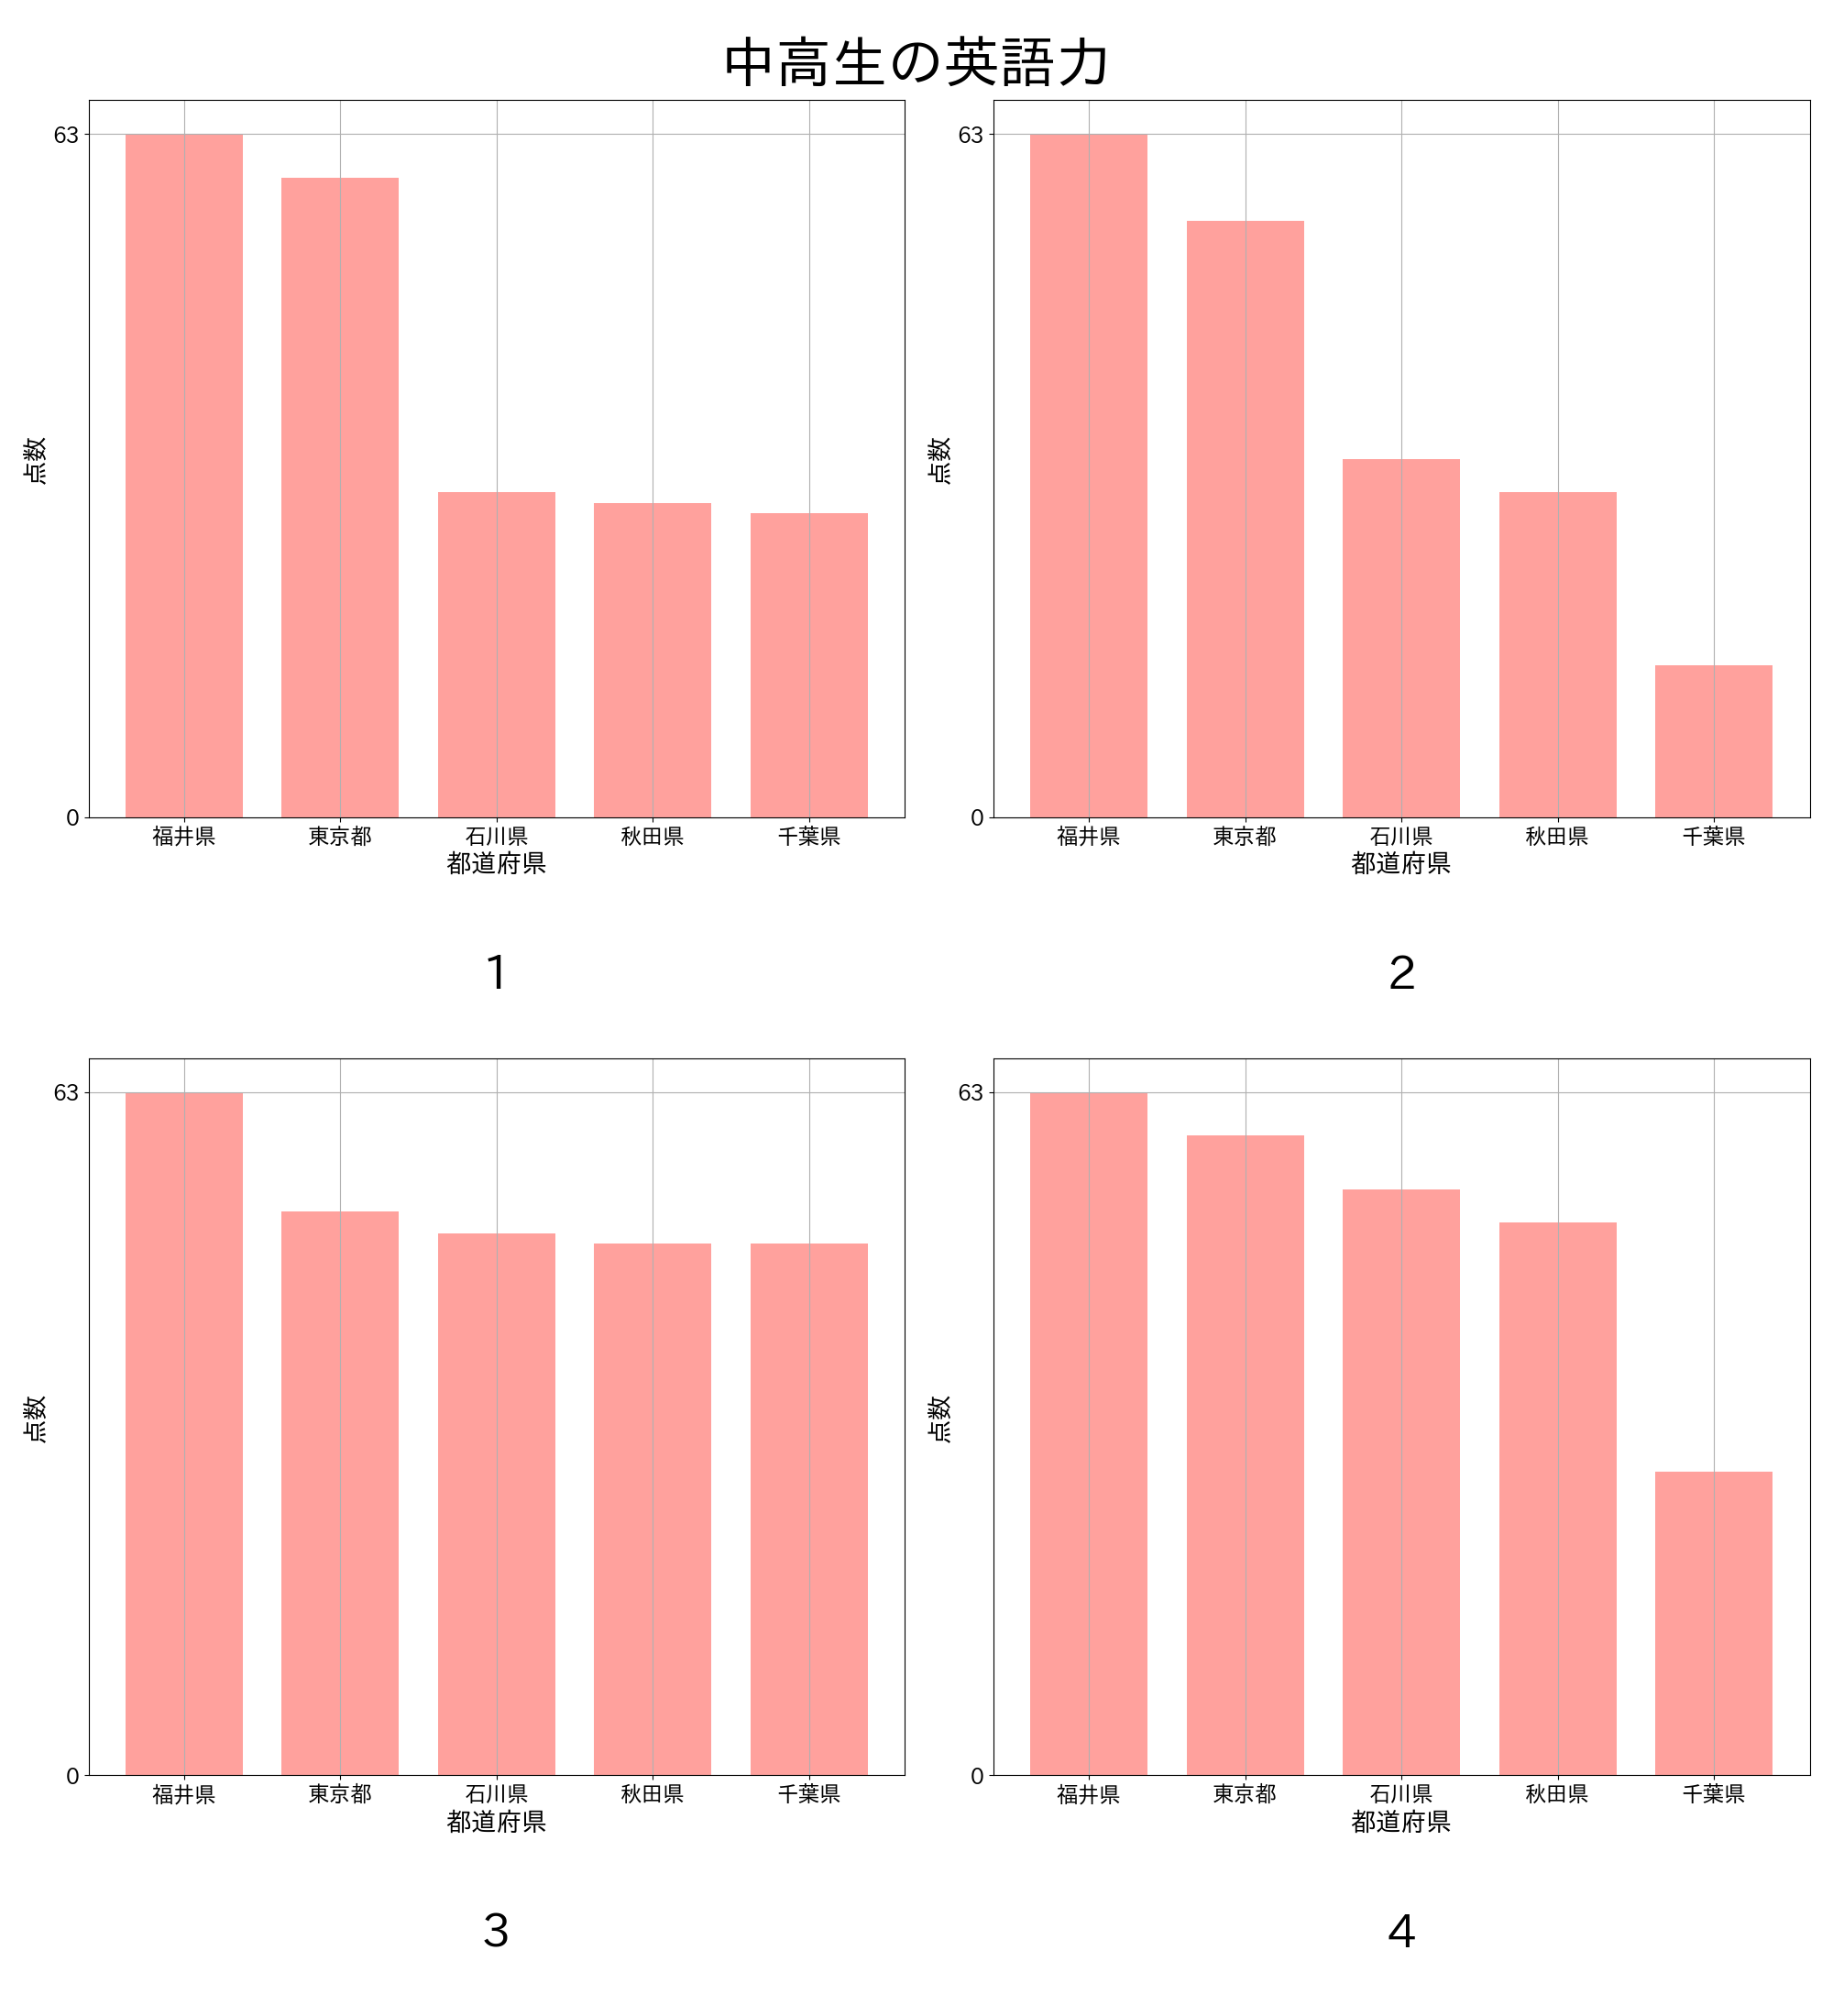 中高生の英語力
63
0
点数
福井県 東京都 石川県 秋田県 千葉県
都道府県
1
63
0
点数
福井県 東京都 石川県 秋田県 千葉県
都道府県
2
63
0
点数
福井県 東京都 石川県 秋田県 千葉県
都道府県
3
63
0
点数
福井県 東京都 石川県 秋田県 千葉県
都道府県
4